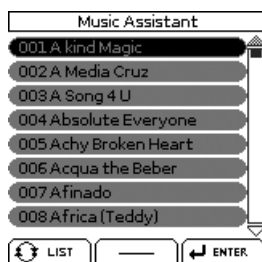 Music Assistant
001 A kind Magic
002 A Media Cruz
003 A Song 4 U
004 Absolute Everyone
005 Achy Broken Heart
006 Acqua the Beber
007 Afinado
008 Africa (Teddy)
LIST
ENTER